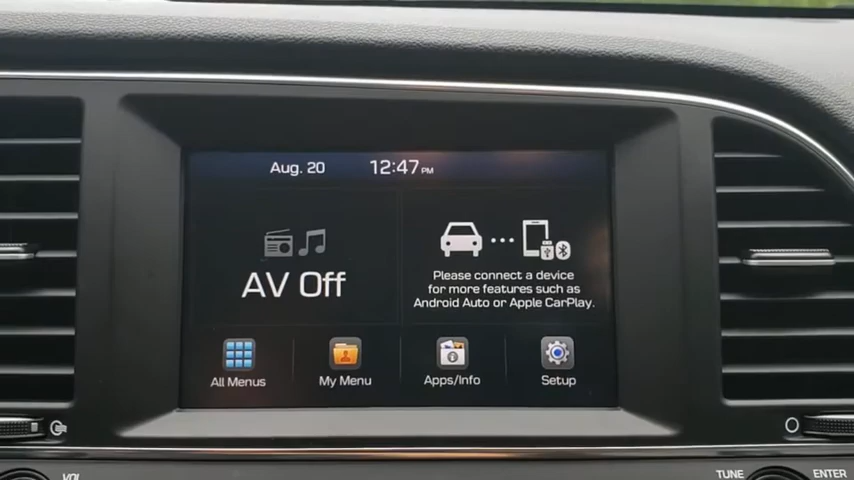 Aug. 20 12:47 PM
AV Off
Please connect a device
for more features such as
Android Auto or Apple CarPlay.
All Menus My Menu Apps/Info Setup
VOL TUNE ENTER